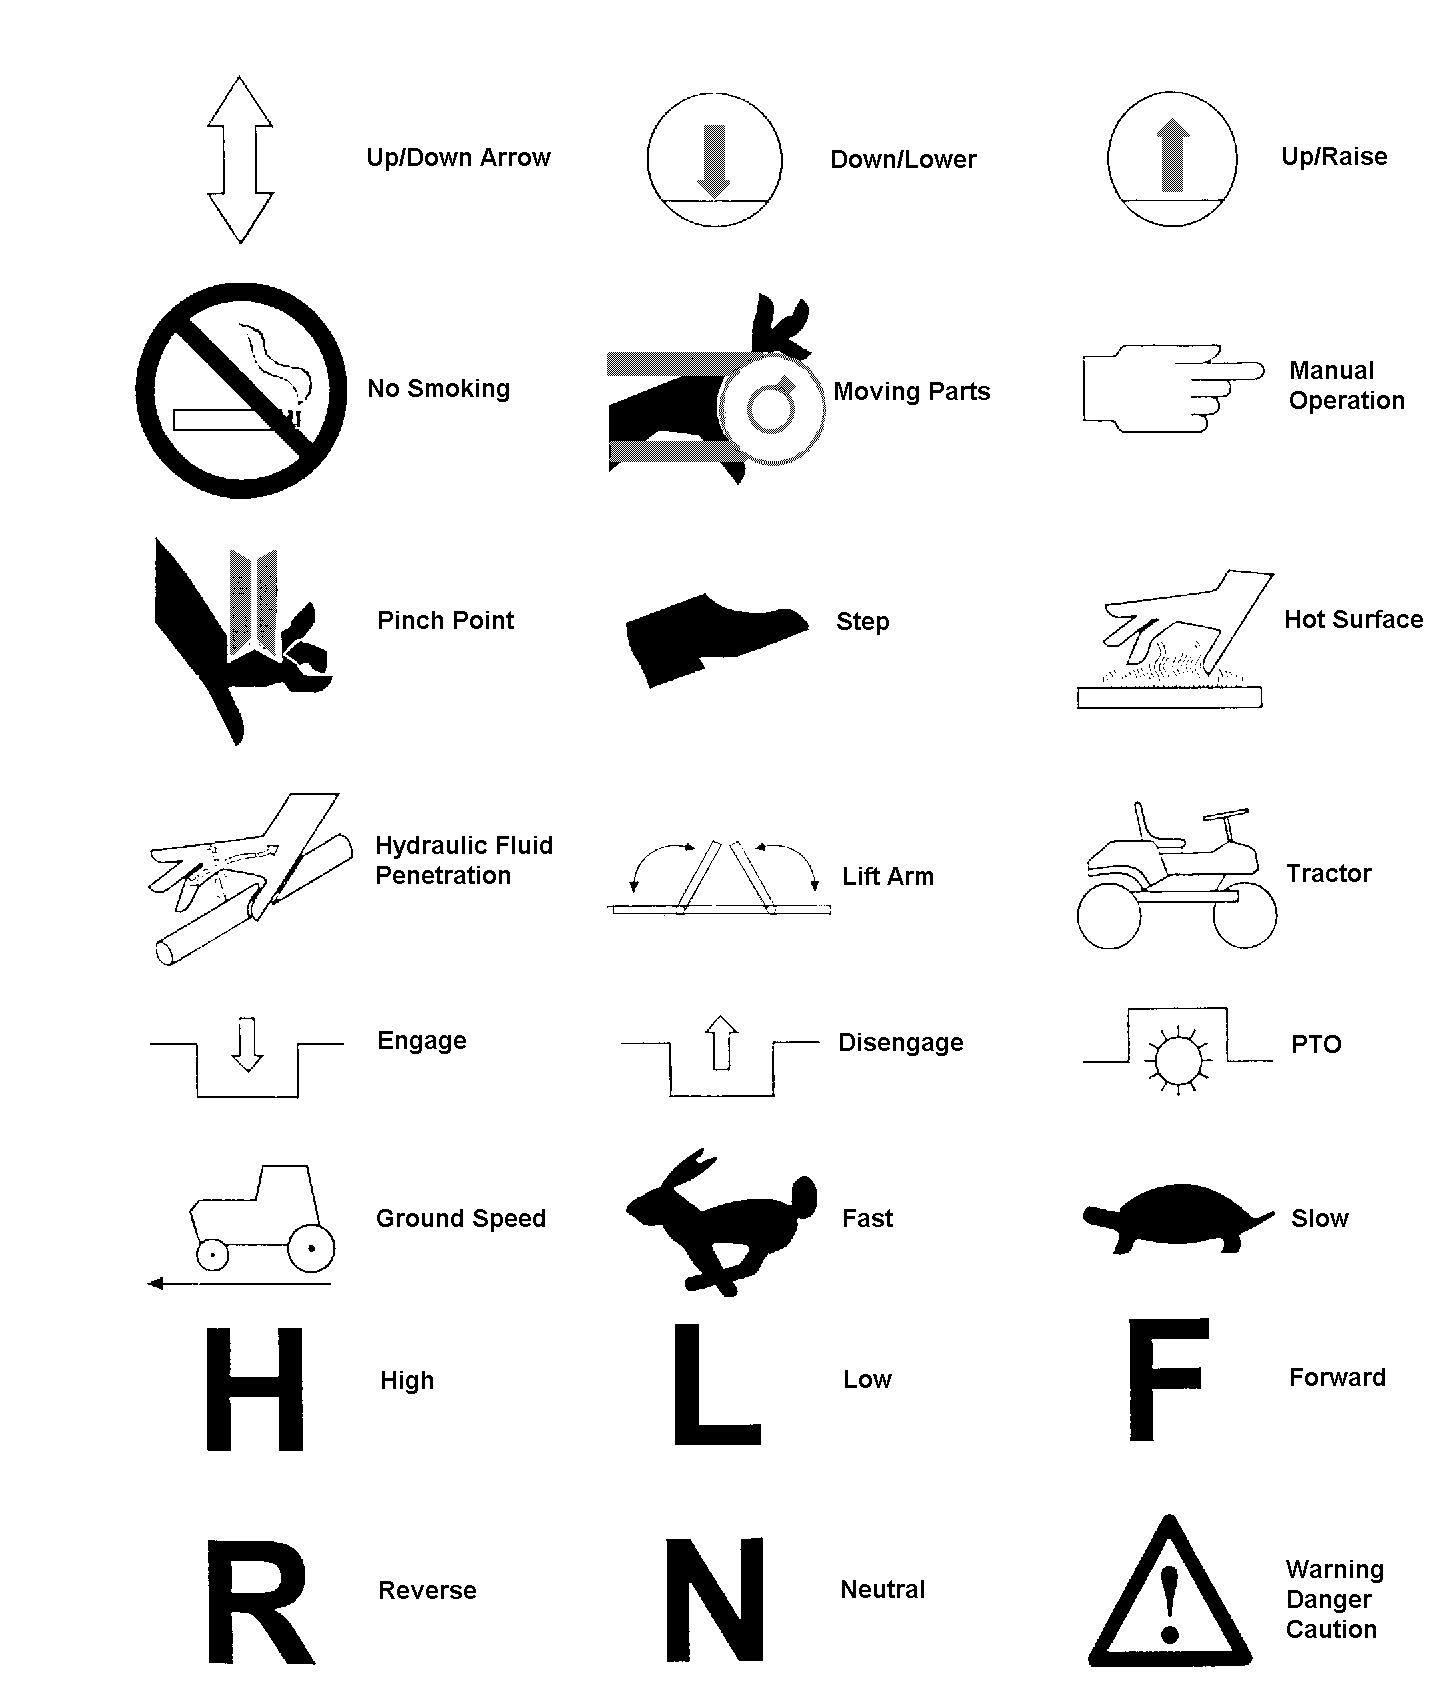 Up/Down Arrow
Down/Lower
Up/Raise
No Smoking
Moving Parts
Manual
Operation
Pinch Point
Step
Hot Surface
Hydraulic Fluid
Penetration
Lift Arm
Tractor
Engage
Disengage
PTO
Ground Speed
Fast
Slow
H
High
L
Low
F
Forward
R
Reverse
N
Neutral
!
Warning
Danger
Caution